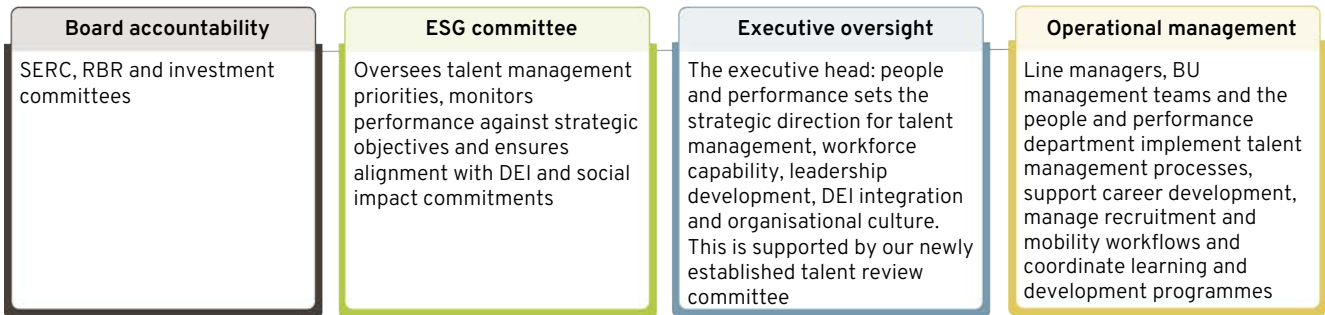 Board accountability
SERC, RBR and investment
committees
ESG committee
Oversees talent management
priorities, monitors
performance against strategic
objectives and ensures
alignment with DEI and social
impact commitments
Executive oversight
The executive head: people
and performance sets the
strategic direction for talent
management, workforce
capability, leadership
development, DEI integration
and organisational culture.
This is supported by our newly
established talent review
committee
Operational management
Line managers, BU
management teams and the
people and performance
department implement talent
management processes,
support career development,
manage recruitment and
mobility workflows and
coordinate learning and
development programmes